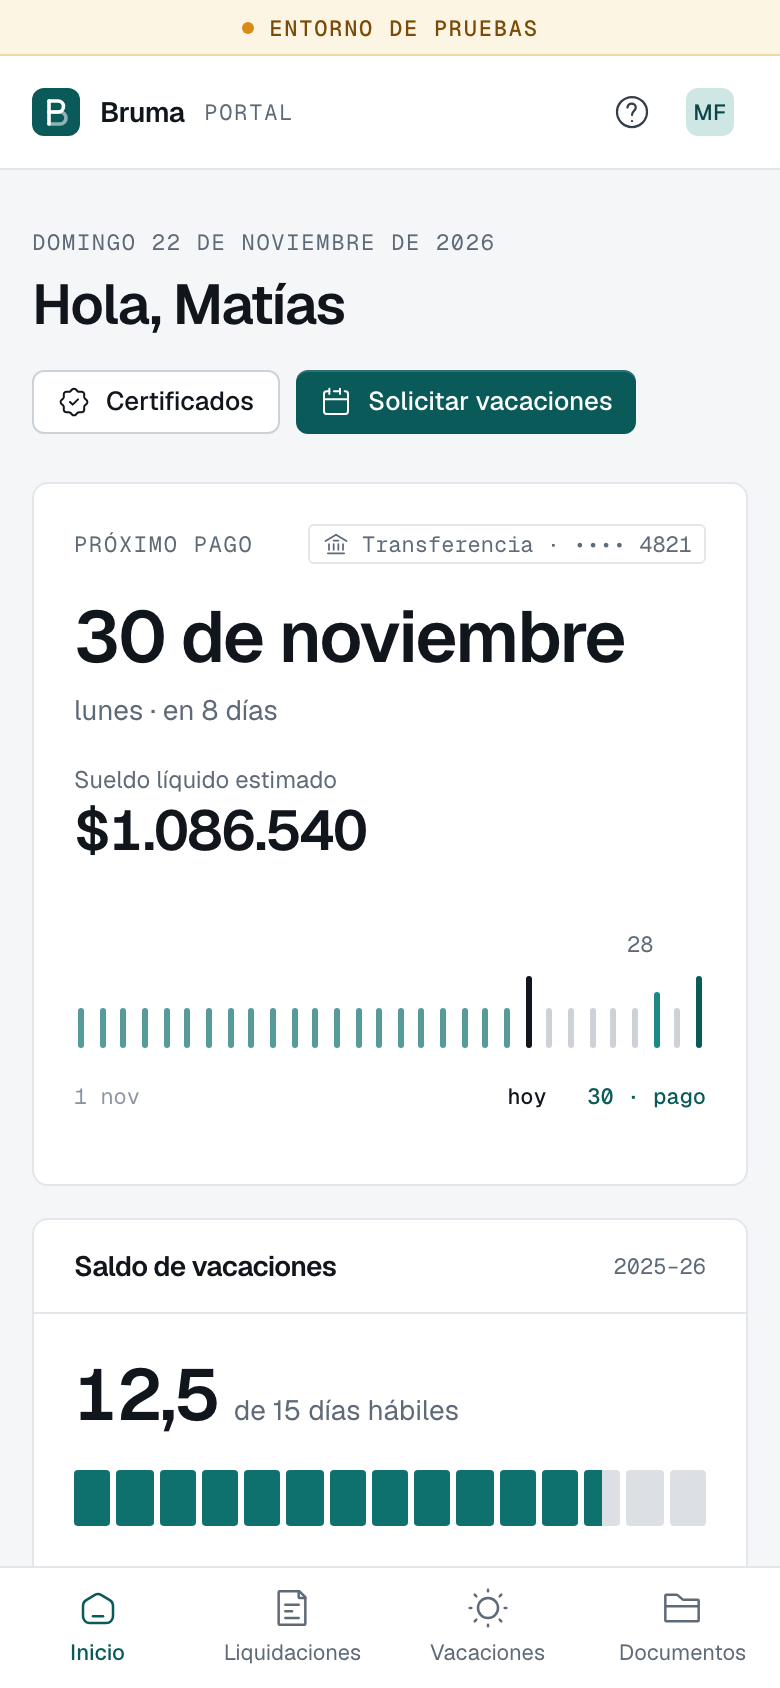 ENTORNO DE PRUEBAS
B Bruma PORTAL ? MF
DOMINGO 22 DE NOVIEMBRE DE 2026
Hola, Matías
Certificados Solicitar vacaciones
PRÓXIMO PAGO Transferencia · •••• 4821
30 de noviembre
lunes · en 8 días
Sueldo líquido estimado
$1.086.540
28
1 nov hoy 30 · pago
Saldo de vacaciones 2025–26
12,5 de 15 días hábiles
Inicio Liquidaciones Vacaciones Documentos